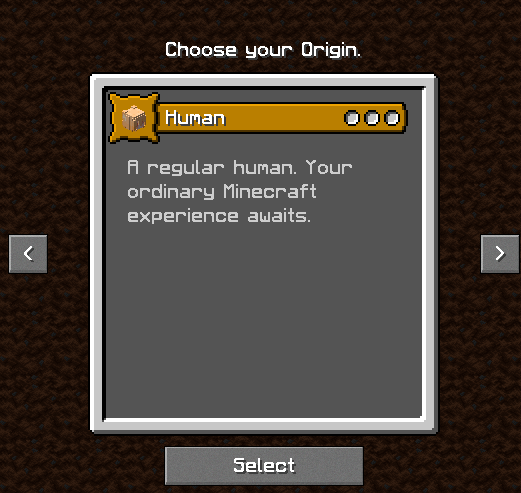 Choose your Origin.
Human
A regular human. Your
ordinary Minecraft
experience awaits.
<
>
Select